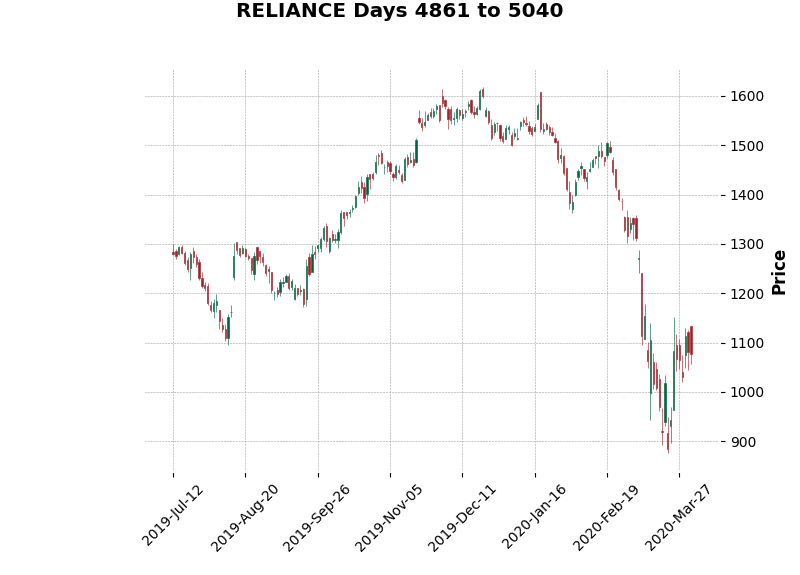 RELIANCE Days 4861 to 5040
1600
1500
1400
1300
1200
1100
1000
900
Price
2019-Jul-12
2019-Aug-20
2019-Sep-26
2019-Nov-05
2019-Dec-11
2020-Jan-16
2020-Feb-19
2020-Mar-27